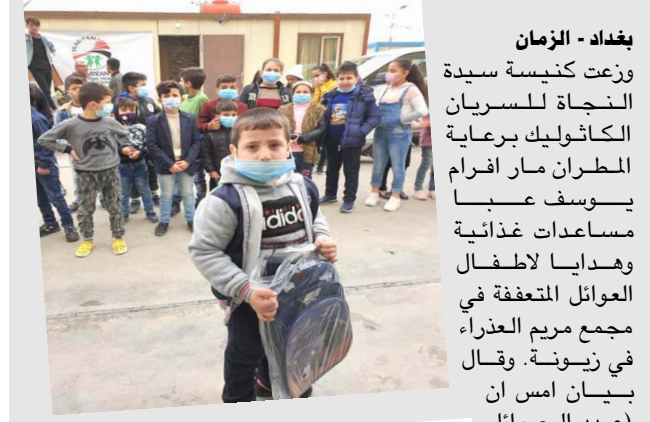 بغداد - الزمان
وزعت كنيسة سيدة
النجاة للسريان
الكاثوليك برعاية
المطران مار افرام
يوسف عبا
مساعدات غذائية
وهدايا لاطفال
العوائل المتعففة في
مجمع مريم العذراء
في زيونة. وقال
بيان امس ان
adidas